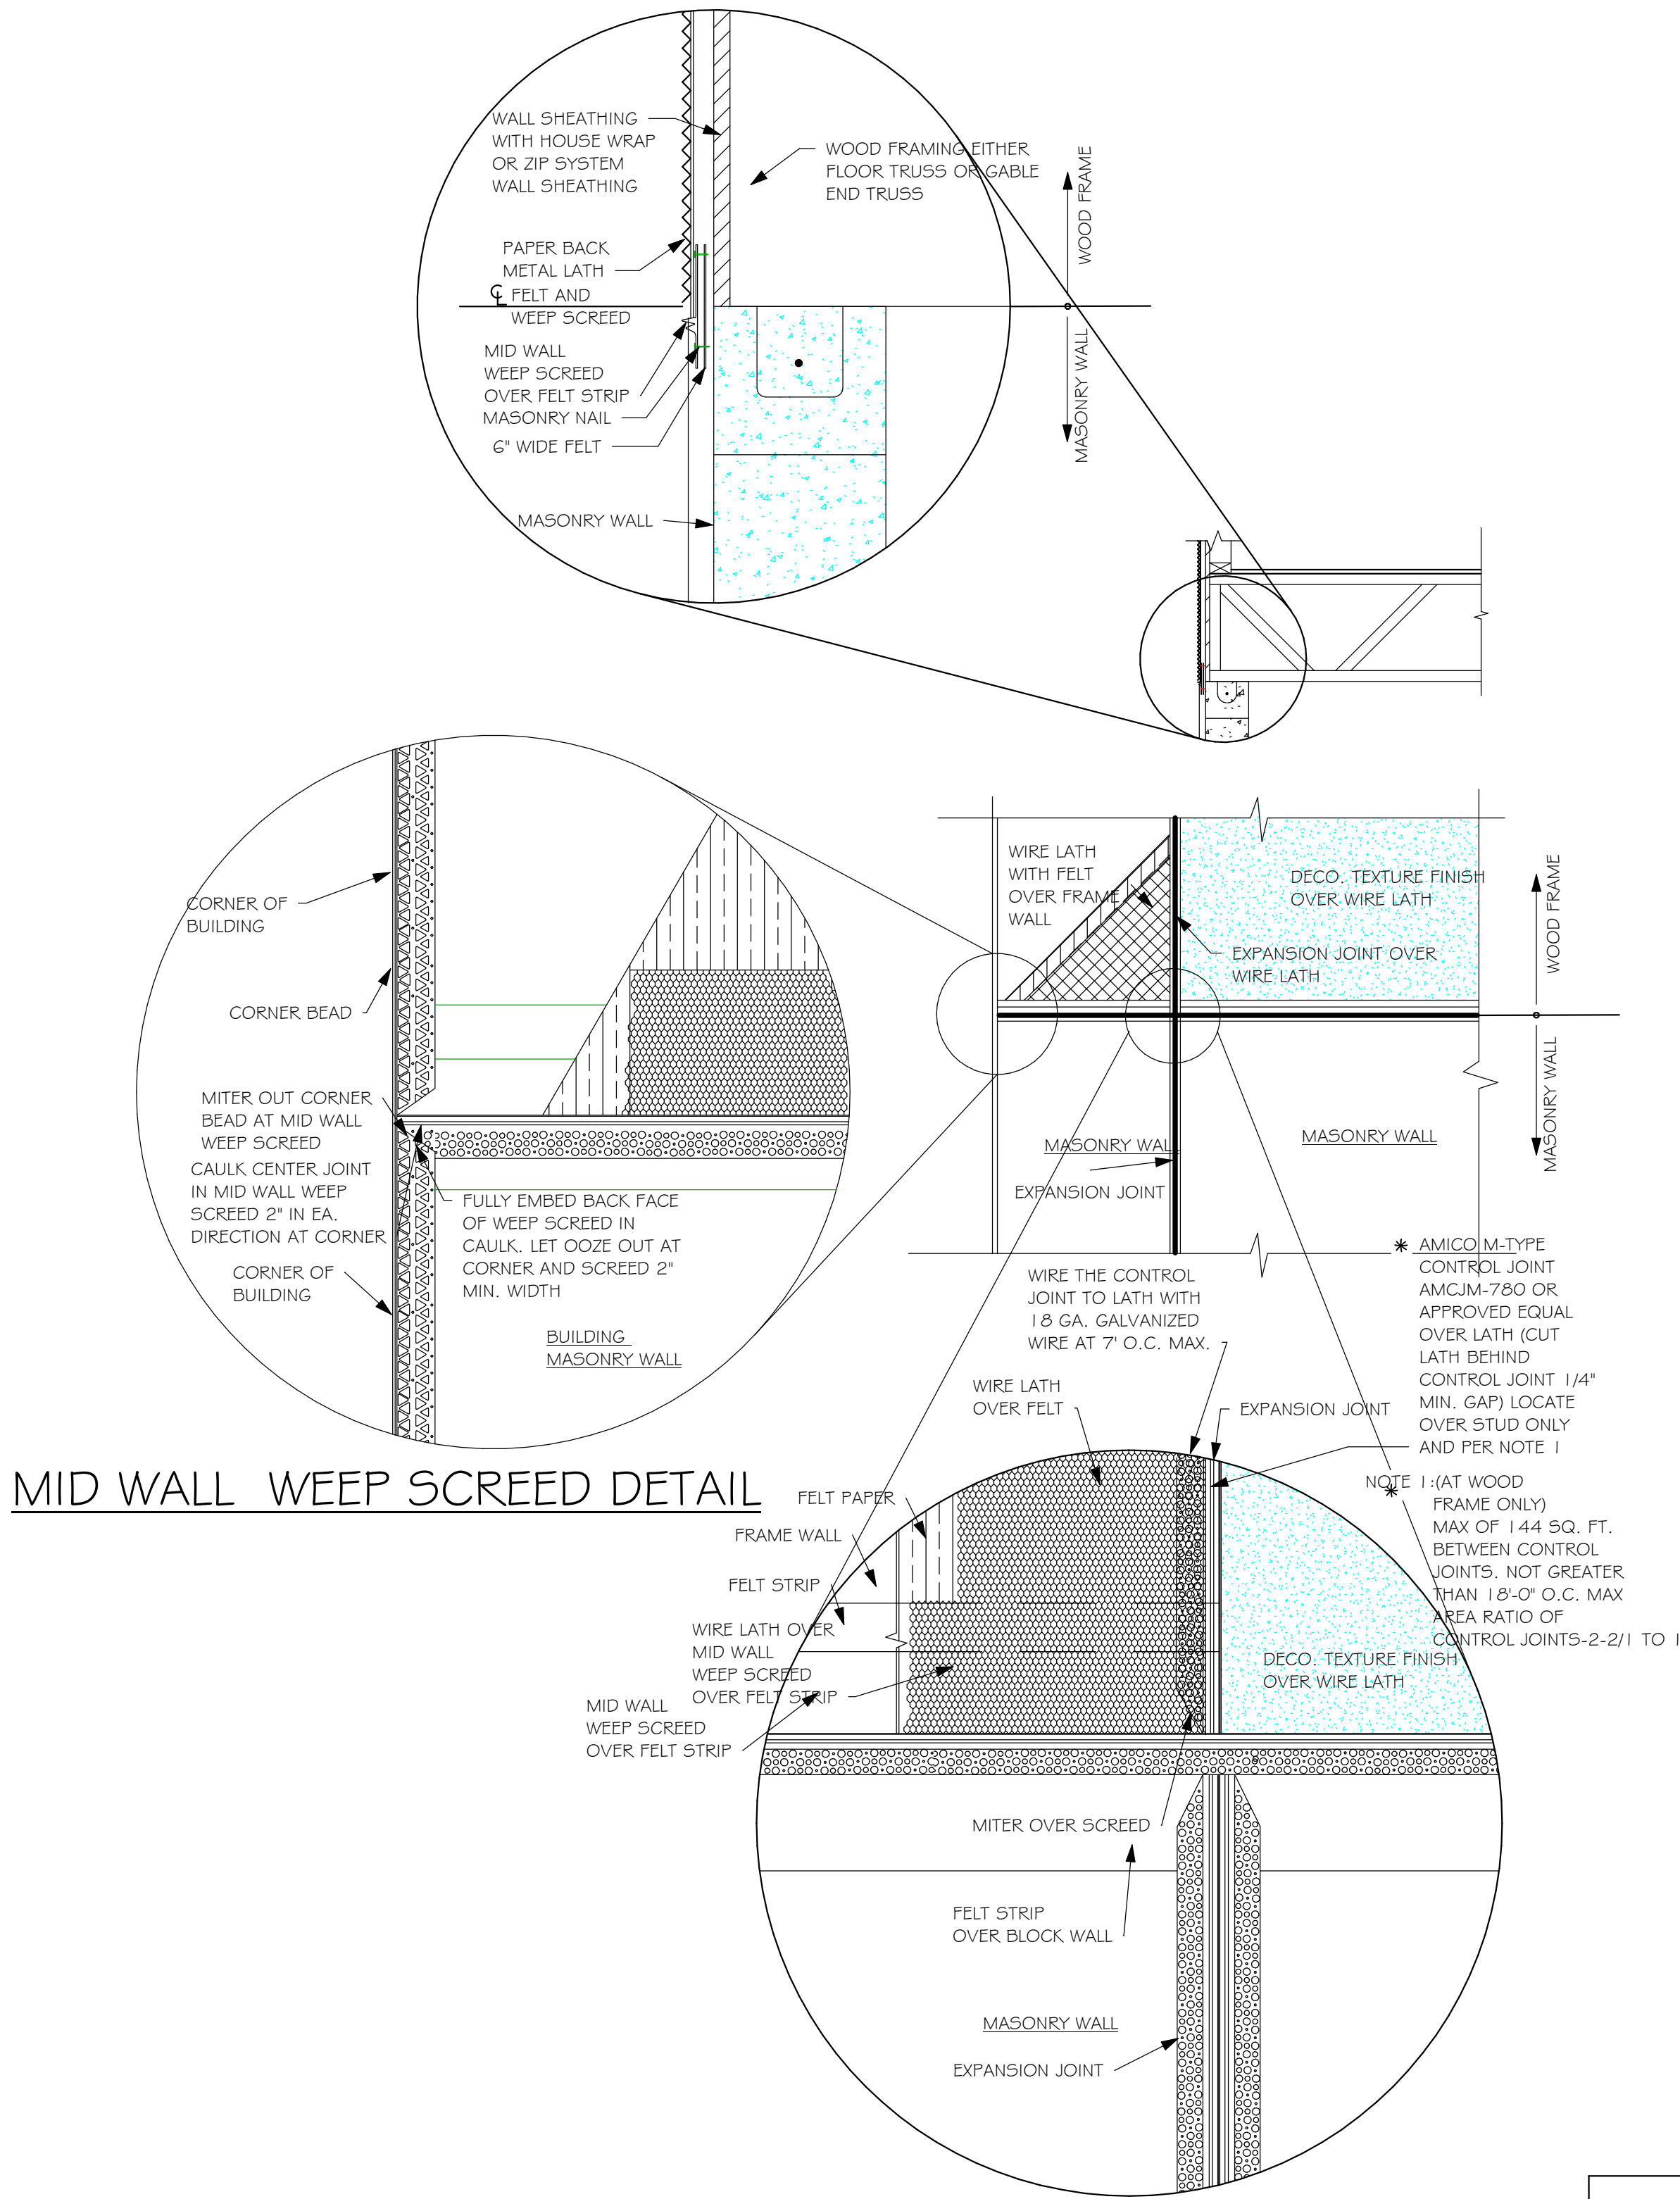 WALL SHEATHING
WITH HOUSE WRAP
OR ZIP SYSTEM
WALL SHEATHING
WOOD FRAMING EITHER
FLOOR TRUSS OR GABLE
END TRUSS
WOOD FRAME
MASONRY WALL
PAPER BACK
METAL LATH
℄ FELT AND
WEEP SCREED
MID WALL
WEEP SCREED
OVER FELT STRIP
MASONRY NAIL
6" WIDE FELT
MASONRY WALL
CORNER OF
BUILDING
CORNER BEAD
MITER OUT CORNER
BEAD AT MID WALL
WEEP SCREED
CAULK CENTER JOINT
IN MID WALL WEEP
SCREED 2" IN EA.
DIRECTION AT CORNER
CORNER OF
BUILDING
FULLY EMBED BACK FACE
OF WEEP SCREED IN
CAULK. LET OOZE OUT AT
CORNER AND SCREED 2"
MIN. WIDTH
BUILDING
MASONRY WALL
WIRE LATH
WITH FELT
OVER FRAME
WALL
DECO. TEXTURE FINISH
OVER WIRE LATH
EXPANSION JOINT OVER
WIRE LATH
WOOD FRAME
MASONRY WALL
MASONRY WALL
MASONRY WALL
EXPANSION JOINT
WIRE THE CONTROL
JOINT TO LATH WITH
18 GA. GALVANIZED
WIRE AT 7' O.C. MAX.
* AMICO M-TYPE
CONTROL JOINT
AMCJM-780 OR
APPROVED EQUAL
OVER LATH (CUT
LATH BEHIND
CONTROL JOINT 1/4"
MIN. GAP) LOCATE
OVER STUD ONLY
AND PER NOTE 1
WIRE LATH
OVER FELT
EXPANSION JOINT
MID WALL WEEP SCREED DETAIL
* NOTE 1:(AT WOOD
FRAME ONLY)
MAX OF 144 SQ. FT.
BETWEEN CONTROL
JOINTS. NOT GREATER
THAN 18'-0" O.C. MAX
AREA RATIO OF
CONTROL JOINTS-2-2/1 TO 1
FELT PAPER
FRAME WALL
FELT STRIP
WIRE LATH OVER
MID WALL
WEEP SCREED
OVER FELT STRIP
MID WALL
WEEP SCREED
OVER FELT STRIP
DECO. TEXTURE FINISH
OVER WIRE LATH
MITER OVER SCREED
FELT STRIP
OVER BLOCK WALL
MASONRY WALL
EXPANSION JOINT